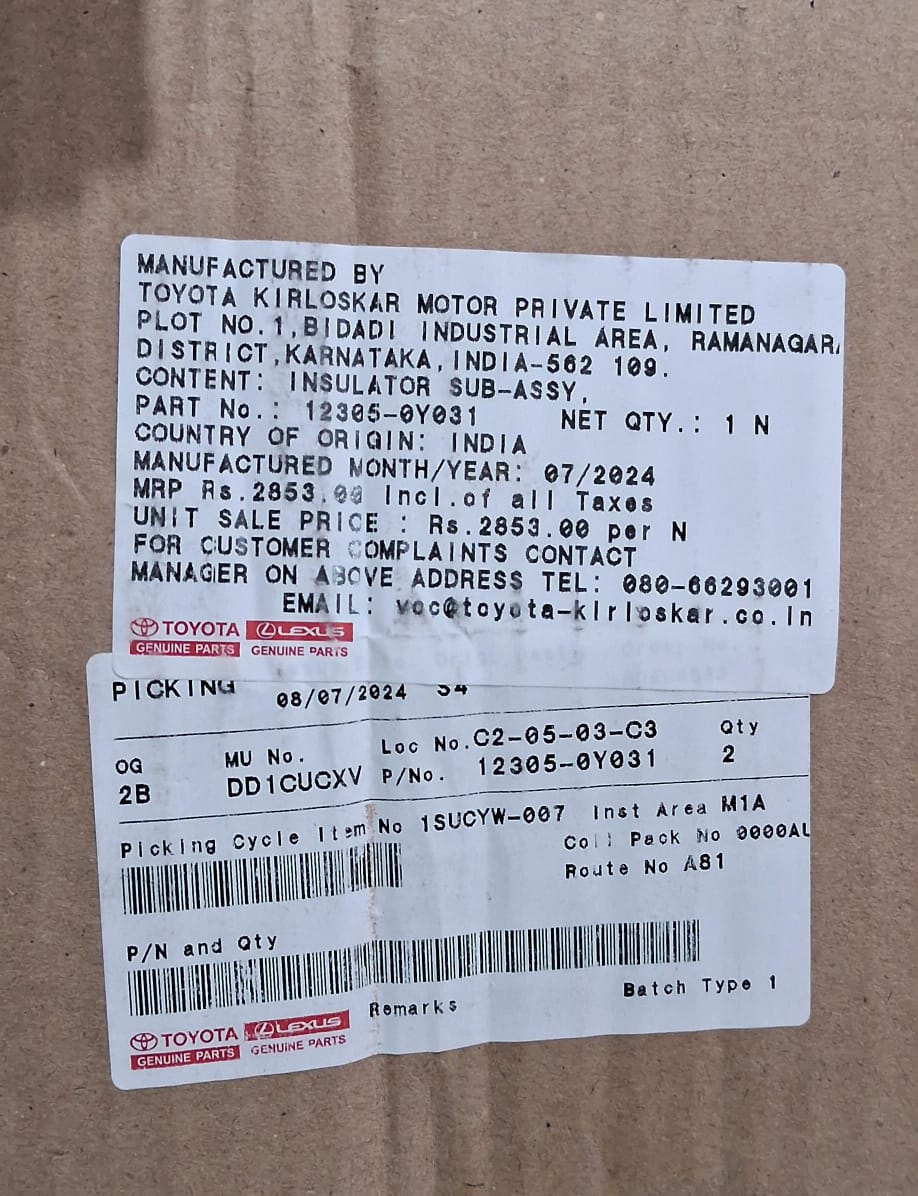 MANUFACTURED BY
TOYOTA KIRLOSKAR MOTOR PRIVATE LIMITED
PLOT NO.1,BIDADI INDUSTRIAL AREA, RAMANAGARA
DISTRICT,KARNATAKA,INDIA-562 109.
CONTENT: INSULATOR SUB-ASSY,
PART No.: 12305-0Y031 NET QTY.: 1 N
COUNTRY OF ORIGIN: INDIA
MANUFACTURED MONTH/YEAR: 07/2024
MRP Rs.2853.00 Incl.of all Taxes
UNIT SALE PRICE : Rs.2853.00 per N
FOR CUSTOMER COMPLAINTS CONTACT
MANAGER ON ABOVE ADDRESS TEL: 080-66293001
EMAIL: voc@toyota-kirloskar.co.in
TOYOTA LEXUS
GENUINE PARTS GENUINE PARTS
PICKING 08/07/2024 54
OG MU No. Loc No.C2-05-03-C3 Qty
2B DD1CUCXV P/No. 12305-0Y031 2
Picking Cycle Item No 1SUCYW-007 Inst Area M1A
Coll Pack No 0000AL
Route No A81
P/N and Qty
Remarks Batch Type 1
TOYOTA LEXUS
GENUINE PARTS GENUINE PARTS